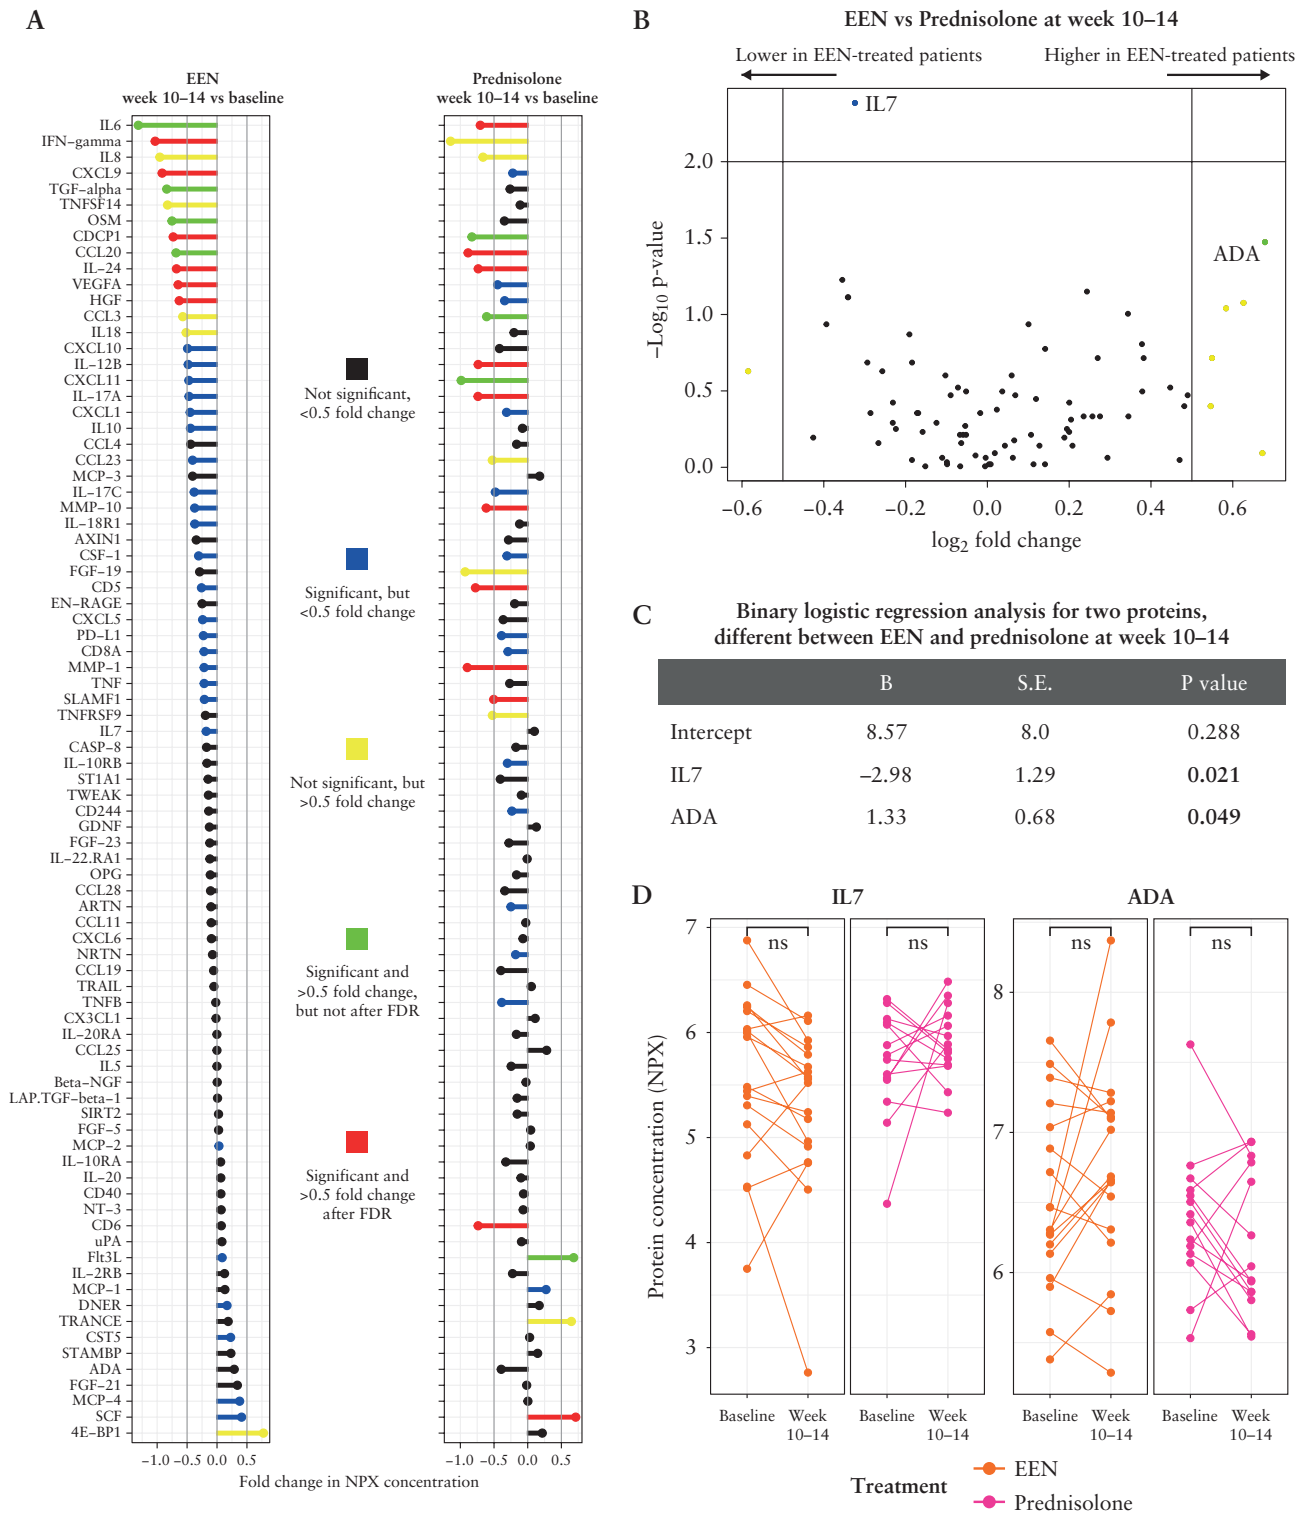 A
EEN
week 10–14 vs baseline
Prednisolone
week 10–14 vs baseline
IL6
IFN–gamma
IL8
CXCL9
TGF–alpha
TNFSF14
OSM
CDCP1
CCL20
IL–24
VEGFA
HGF
CCL3
IL18
CXCL10
IL–12B
CXCL11
IL–17A
CXCL1
IL10
CCL4
CCL23
MCP–3
IL–17C
MMP–10
IL–18R1
AXIN1
CSF–1
FGF–19
CD5
EN–RAGE
CXCL5
PD–L1
CD8A
MMP–1
TNF
SLAMF1
TNFRSF9
IL7
CASP–8
IL–10RB
ST1A1
TWEAK
CD244
GDNF
FGF–23
IL–22.RA1
OPG
CCL28
ARTN
CCL11
CXCL6
NRTN
CCL19
TRAIL
TNFB
CX3CL1
IL–20RA
CCL25
IL5
Beta–NGF
LAP.TGF–beta–1
SIRT2
FGF–5
MCP–2
IL–10RA
IL–20
CD40
NT–3
CD6
uPA
Flt3L
IL–2RB
MCP–1
DNER
TRANCE
CST5
STAMBP
ADA
FGF–21
MCP–4
SCF
4E–BP1
–1.0 –0.5 0.0 0.5
–1.0 –0.5 0.0 0.5
Fold change in NPX concentration
Not significant,
<0.5 fold change
Significant, but
<0.5 fold change
Not significant, but
>0.5 fold change
Significant and
>0.5 fold change,
but not after FDR
Significant and
>0.5 fold change
after FDR
B
EEN vs Prednisolone at week 10–14
Lower in EEN-treated patients
Higher in EEN-treated patients
IL7
ADA
2.0
1.5
1.0
0.5
0.0
–Log10 p-value
–0.6 –0.4 –0.2 0.0 0.2 0.4 0.6
log2 fold change
C
Binary logistic regression analysis for two proteins,
different between EEN and prednisolone at week 10–14
B S.E. P value
Intercept 8.57 8.0 0.288
IL7 –2.98 1.29 0.021
ADA 1.33 0.68 0.049
D
IL7
ADA
ns
ns
ns
ns
7
6
5
4
3
8
7
6
Protein concentration (NPX)
Baseline Week
10–14
Baseline Week
10–14
Baseline Week
10–14
Baseline Week
10–14
Treatment
EEN
Prednisolone